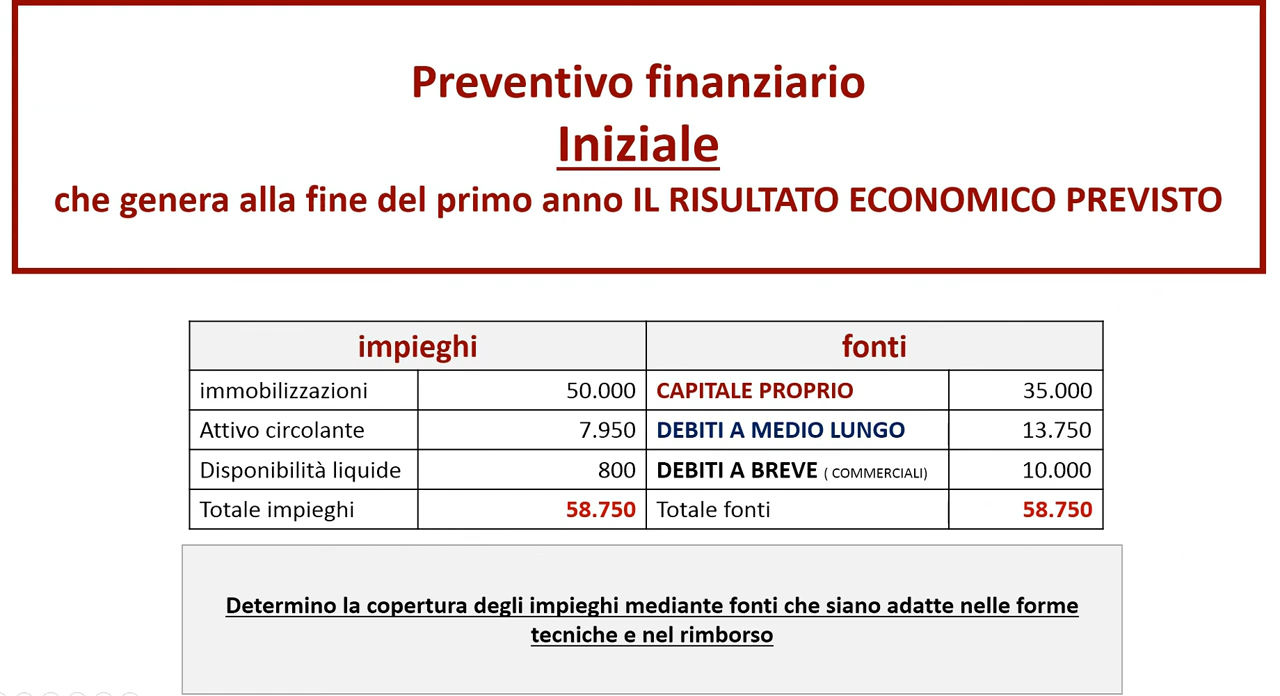 Preventivo finanziario
Iniziale
che genera alla fine del primo anno IL RISULTATO ECONOMICO PREVISTO
impieghi fonti
immobilizzazioni 50.000 CAPITALE PROPRIO 35.000
Attivo circolante 7.950 DEBITI A MEDIO LUNGO 13.750
Disponibilità liquide 800 DEBITI A BREVE ( COMMERCIALI) 10.000
Totale impieghi 58.750 Totale fonti 58.750
Determino la copertura degli impieghi mediante fonti che siano adatte nelle forme
tecniche e nel rimborso